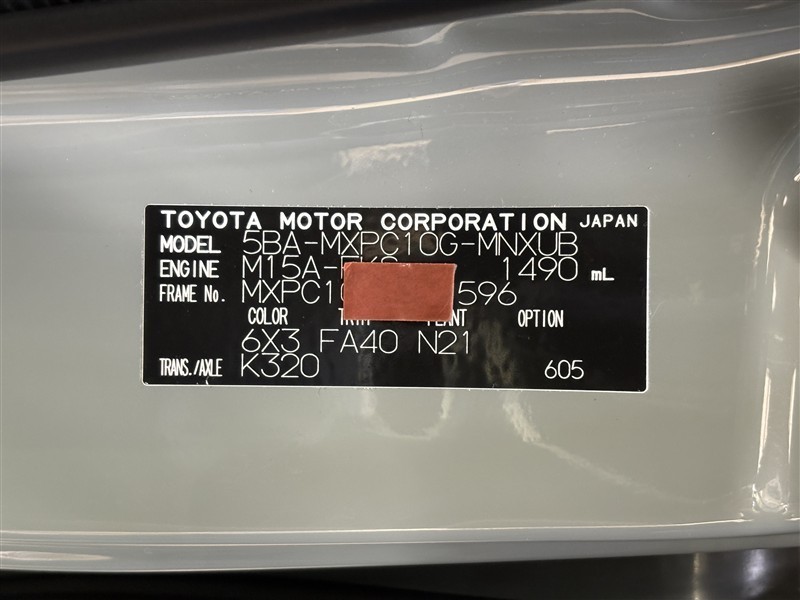 TOYOTA MOTOR CORPORATION JAPAN
MODEL 5BA-MXPC10G-MNXUB
ENGINE M15A- 1490 mL
FRAME No. MXPC1 596
COLOR OPTION
6X3 FA40 N21
TRANS./AXLE K320 605